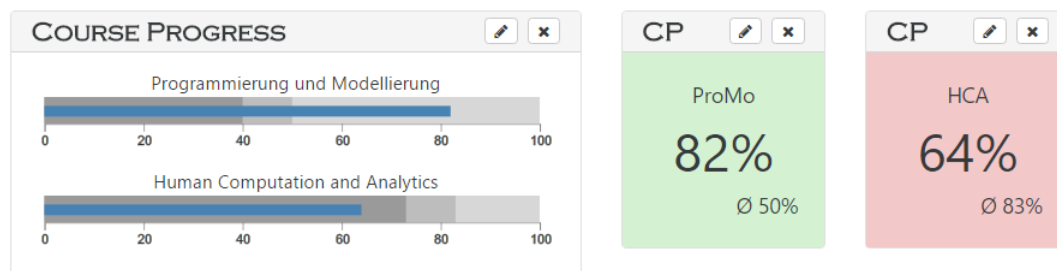 COURSE PROGRESS
Programmierung und Modellierung
0 20 40 60 80 100
Human Computation and Analytics
0 20 40 60 80 100
CP
ProMo
82%
Ø 50%
CP
HCA
64%
Ø 83%